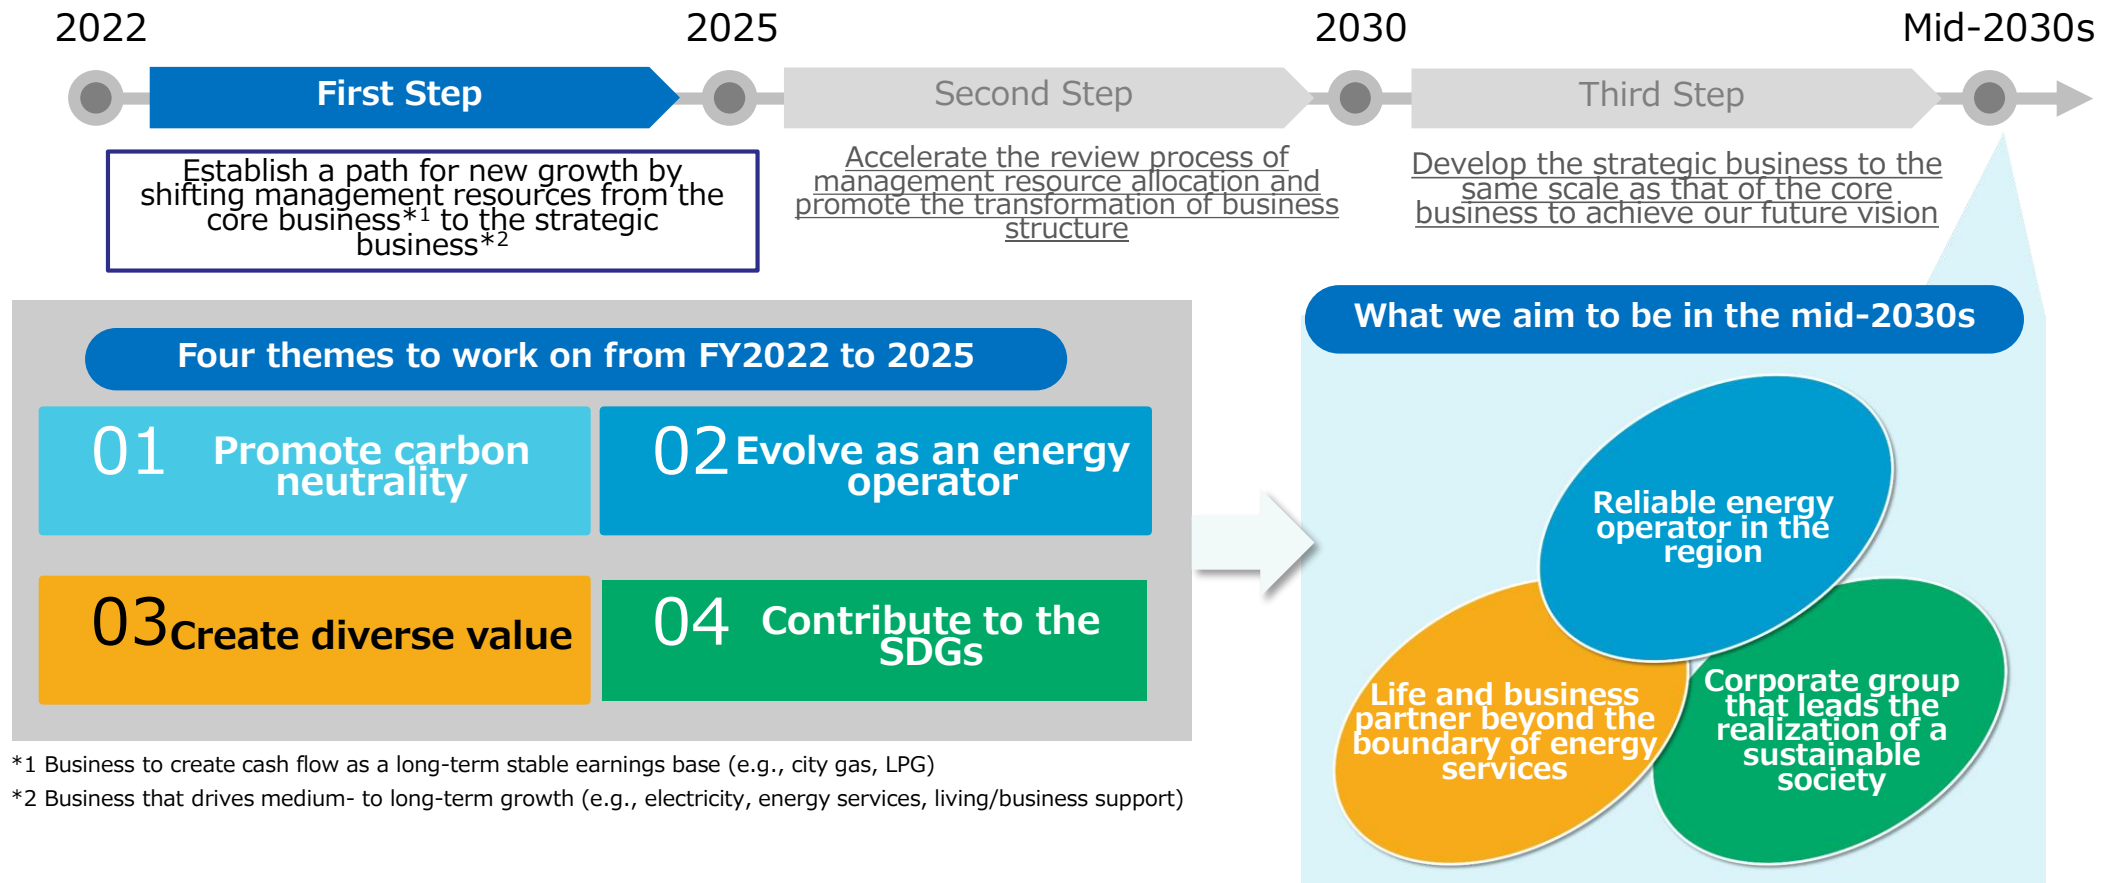 2022
2025
2030
Mid-2030s
First Step
Second Step
Third Step
Establish a path for new growth by
shifting management resources from the
core business*1 to the strategic
business*2
Accelerate the review process of
management resource allocation and
promote the transformation of business
structure
Develop the strategic business to the
same scale as that of the core
business to achieve our future vision
Four themes to work on from FY2022 to 2025
01 Promote carbon
neutrality
02 Evolve as an energy
operator
03 Create diverse value
04 Contribute to the
SDGs
*1 Business to create cash flow as a long-term stable earnings base (e.g., city gas, LPG)
*2 Business that drives medium- to long-term growth (e.g., electricity, energy services, living/business support)
What we aim to be in the mid-2030s
Reliable energy
operator in the
region
Life and business
partner beyond the
boundary of energy
services
Corporate group
that leads the
realization of a
sustainable
society